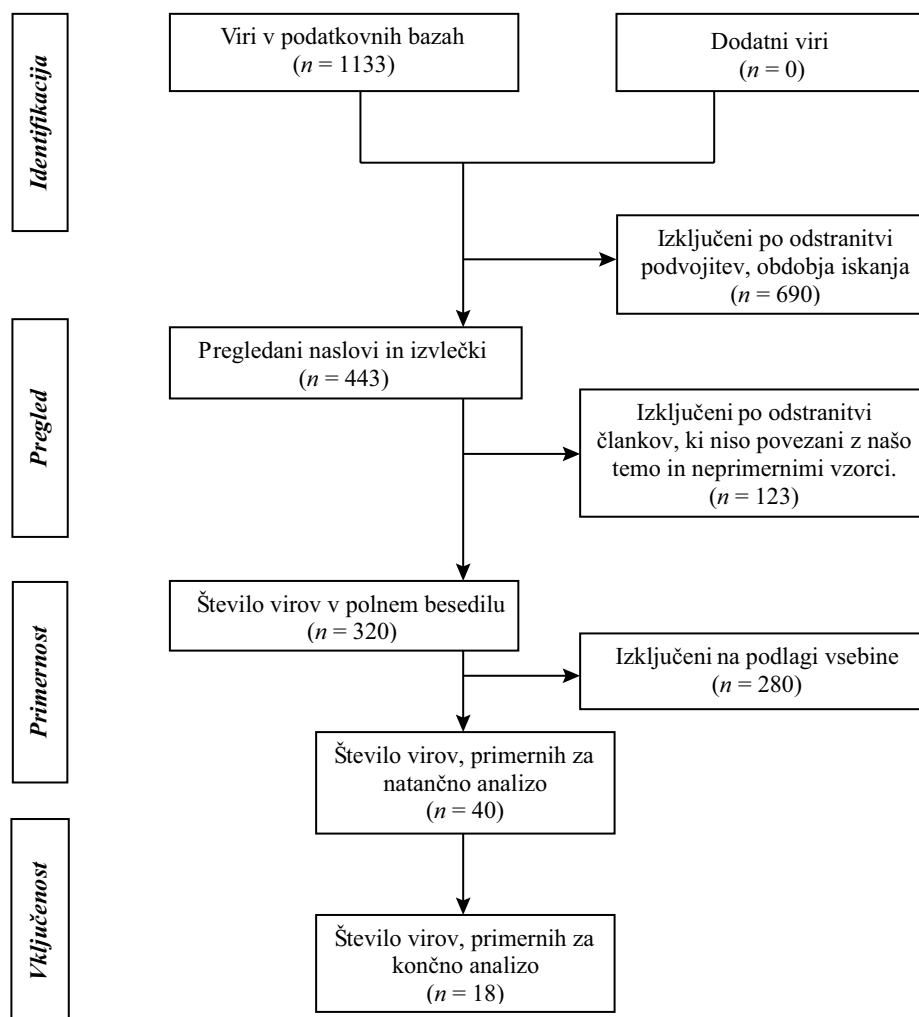 Identifikacija
Viri v podatkovnih bazah
(n = 1133)
Dodatni viri
(n = 0)
Izključeni po odstranitvi
podvojitev, obdobja iskanja
(n = 690)
Pregled
Pregledani naslovi in izvlečki
(n = 443)
Izključeni po odstranitvi
člankov, ki niso povezani z našo
temo in neprimernimi vzorci.
(n = 123)
Primernost
Število virov v polnem besedilu
(n = 320)
Izključeni na podlagi vsebine
(n = 280)
Število virov, primernih za
natančno analizo
(n = 40)
Vključenost
Število virov, primernih za
končno analizo
(n = 18)